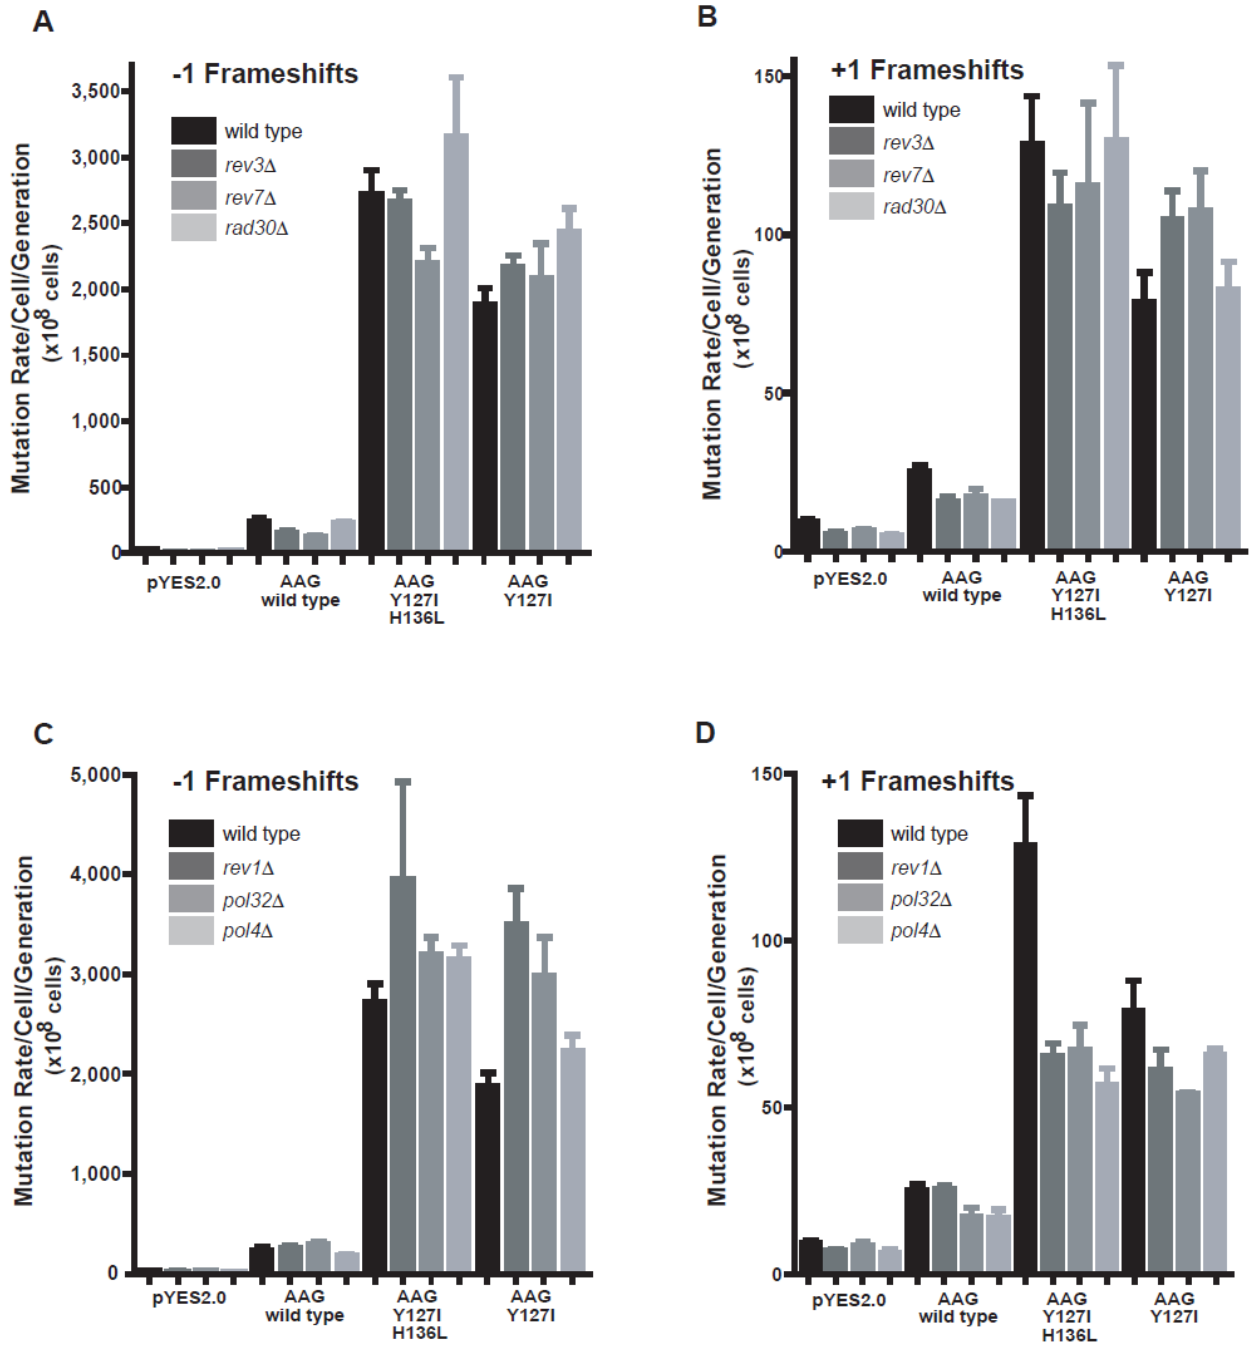 A
-1 Frameshifts
wild type
rev3Δ
rev7Δ
rad30Δ
Mutation Rate/Cell/Generation
(x10⁸ cells)
3,500
3,000
2,500
2,000
1,500
1,000
500
0
pYES2.0
AAG
wild type
AAG
Y127I
H136L
AAG
Y127I
B
+1 Frameshifts
wild type
rev3Δ
rev7Δ
rad30Δ
Mutation Rate/Cell/Generation
(x10⁸ cells)
150
100
50
0
pYES2.0
AAG
wild type
AAG
Y127I
H136L
AAG
Y127I
C
-1 Frameshifts
wild type
rev1Δ
pol32Δ
pol4Δ
Mutation Rate/Cell/Generation
(x10⁸ cells)
5,000
4,000
3,000
2,000
1,000
0
pYES2.0
AAG
wild type
AAG
Y127I
H136L
AAG
Y127I
D
+1 Frameshifts
wild type
rev1Δ
pol32Δ
pol4Δ
Mutation Rate/Cell/Generation
(x10⁸ cells)
150
100
50
0
pYES2.0
AAG
wild type
AAG
Y127I
H136L
AAG
Y127I